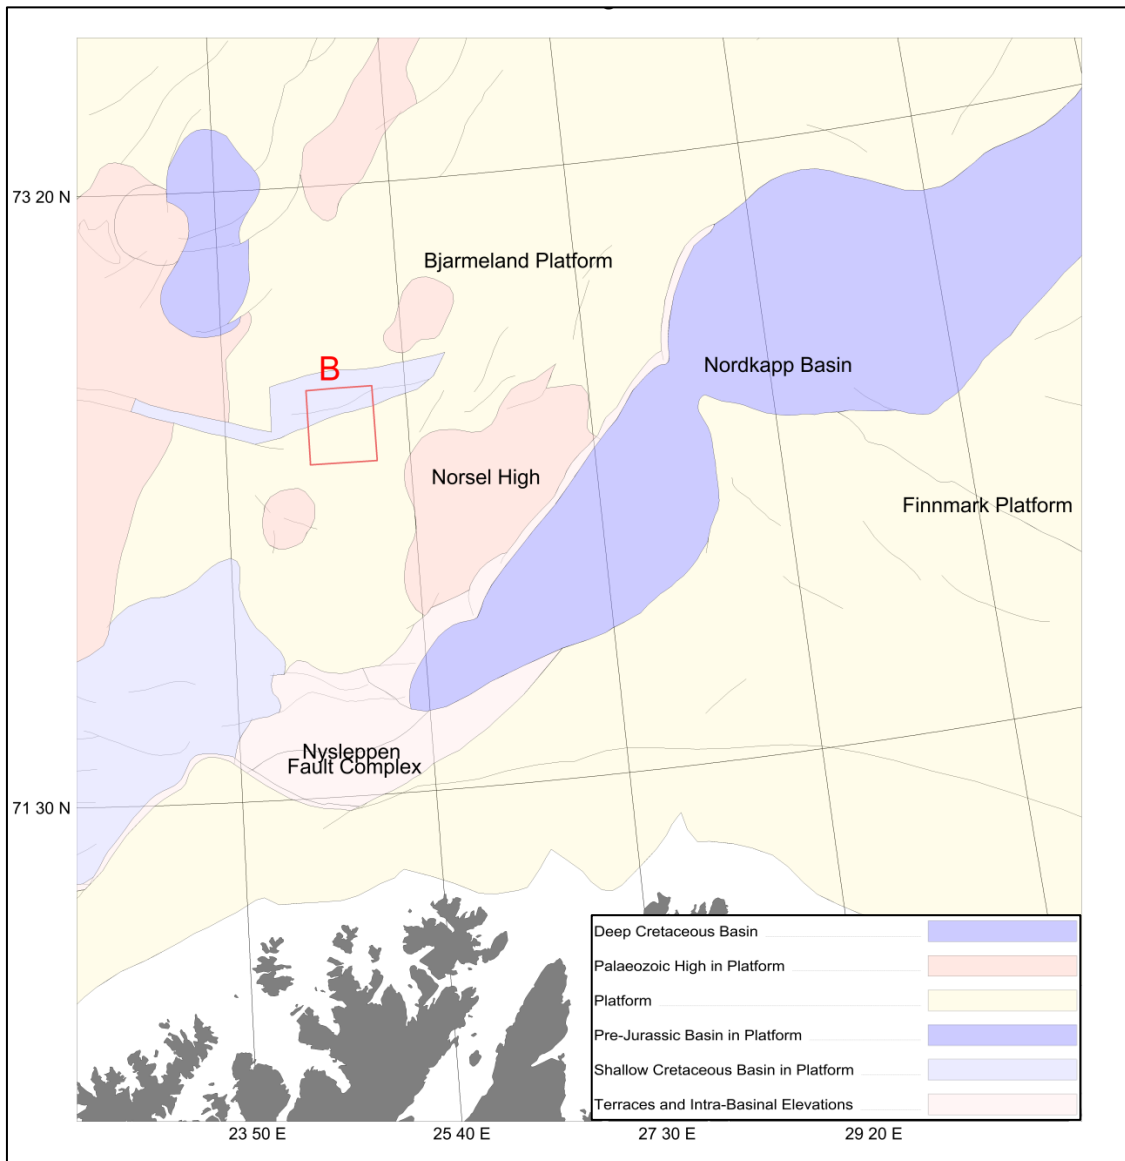 73 20 N
Bjarmeland Platform
B
Nordkapp Basin
Norsel High
Finnmark Platform
Nysleppen
Fault Complex
71 30 N
Deep Cretaceous Basin
Palaeozoic High in Platform
Platform
Pre-Jurassic Basin in Platform
Shallow Cretaceous Basin in Platform
Terraces and Intra-Basinal Elevations
23 50 E
25 40 E
27 30 E
29 20 E